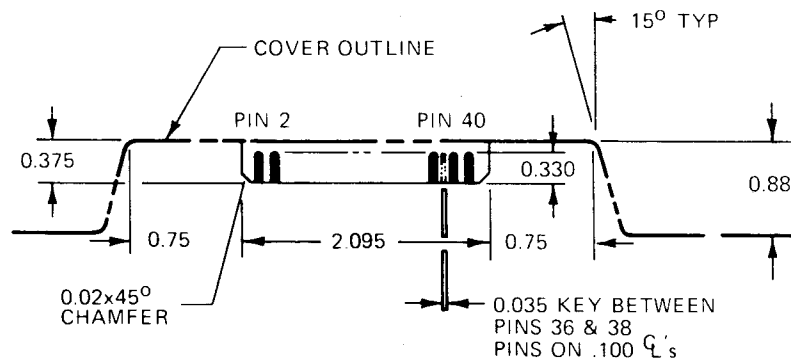 15° TYP
COVER OUTLINE
PIN 2
PIN 40
0.375
0.330
0.88
0.75
2.095
0.75
0.02x45°
CHAMFER
0.035 KEY BETWEEN
PINS 36 & 38
PINS ON .100 ℄'s